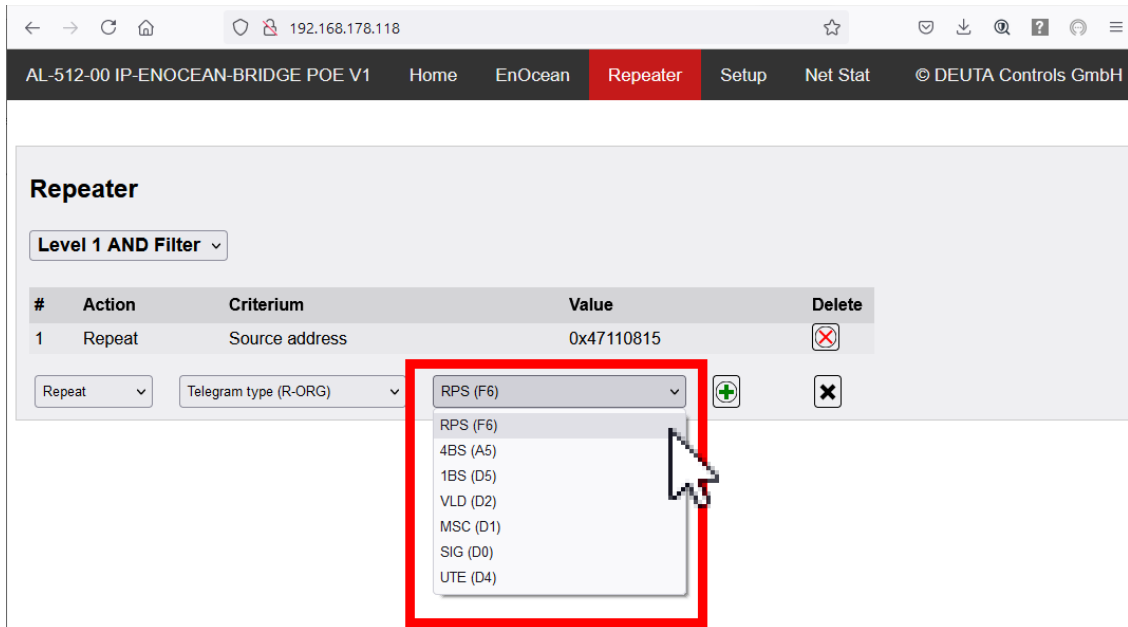 192.168.178.118
AL-512-00 IP-ENOCEAN-BRIDGE POE V1 Home EnOcean Repeater Setup Net Stat © DEUTA Controls GmbH
Repeater
Level 1 AND Filter
# Action Criterium Value Delete
1 Repeat Source address 0x47110815
Repeat Telegram type (R-ORG) RPS (F6)
RPS (F6)
4BS (A5)
1BS (D5)
VLD (D2)
MSC (D1)
SIG (D0)
UTE (D4)